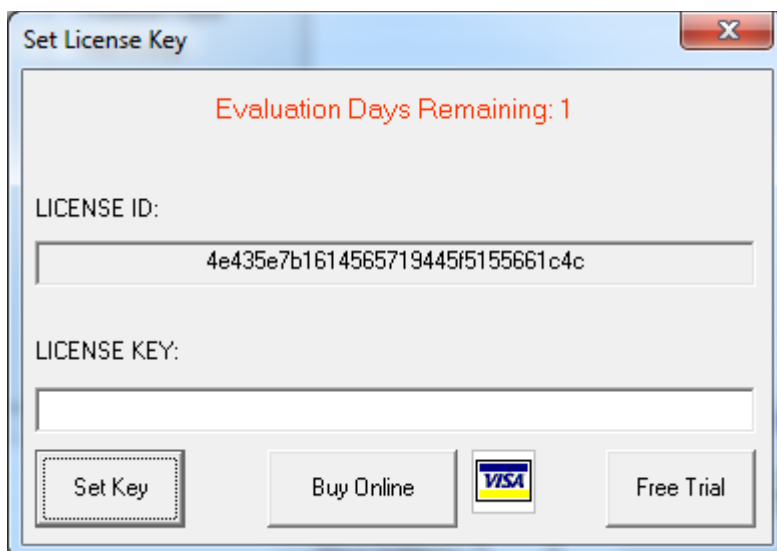 Set License Key
Evaluation Days Remaining: 1
LICENSE ID:
4e435e7b1614565719445f5155661c4c
LICENSE KEY:
Set Key Buy Online VISA Free Trial